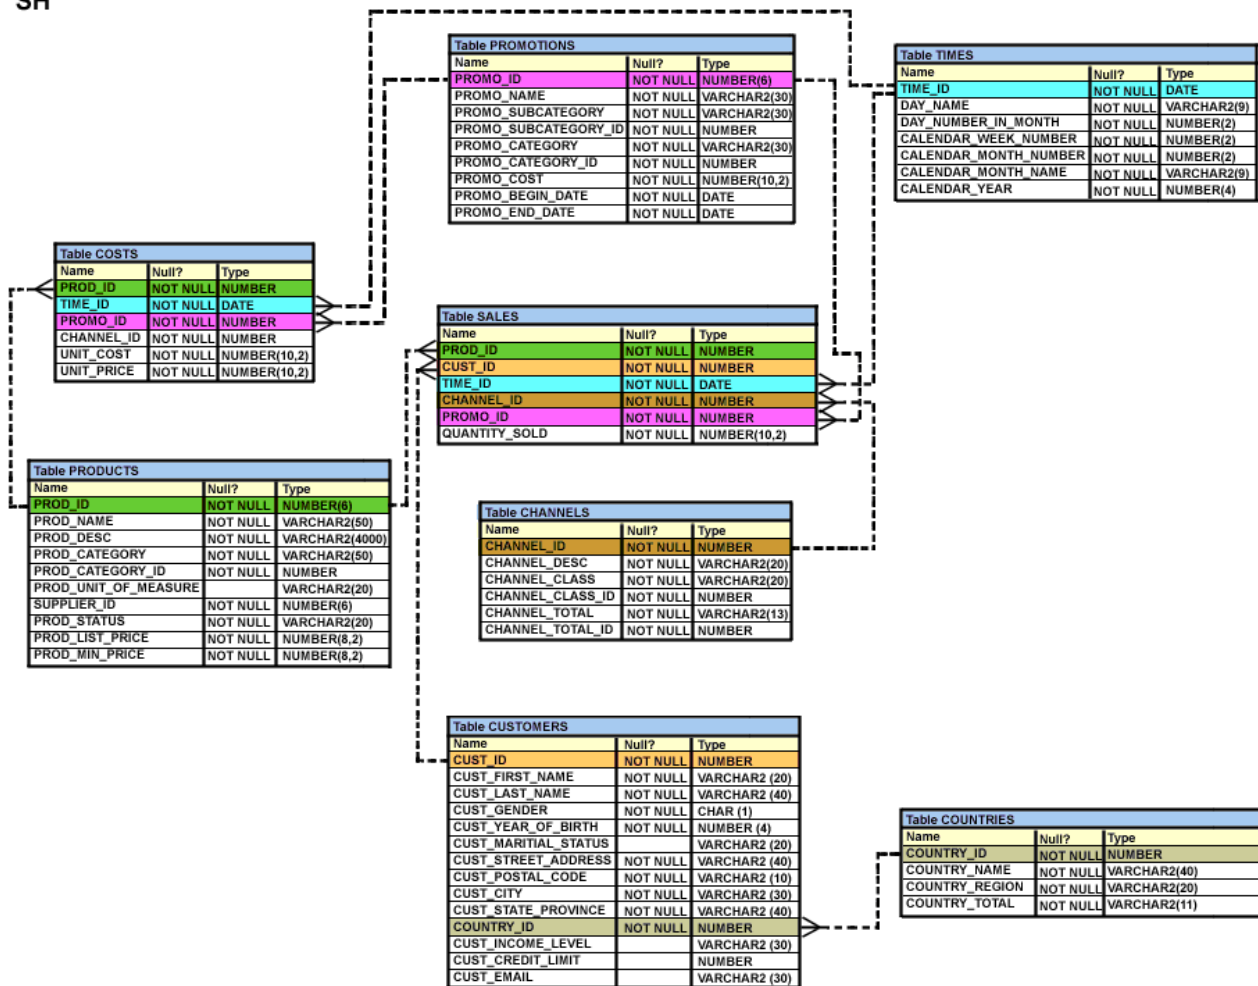 SH
Table PROMOTIONS
Name Null? Type
PROMO_ID NOT NULL NUMBER(6)
PROMO_NAME NOT NULL VARCHAR2(30)
PROMO_SUBCATEGORY NOT NULL VARCHAR2(30)
PROMO_SUBCATEGORY_ID NOT NULL NUMBER
PROMO_CATEGORY NOT NULL VARCHAR2(30)
PROMO_CATEGORY_ID NOT NULL NUMBER
PROMO_COST NOT NULL NUMBER(10,2)
PROMO_BEGIN_DATE NOT NULL DATE
PROMO_END_DATE NOT NULL DATE
Table TIMES
Name Null? Type
TIME_ID NOT NULL DATE
DAY_NAME NOT NULL VARCHAR2(9)
DAY_NUMBER_IN_MONTH NOT NULL NUMBER(2)
CALENDAR_WEEK_NUMBER NOT NULL NUMBER(2)
CALENDAR_MONTH_NUMBER NOT NULL NUMBER(2)
CALENDAR_MONTH_NAME NOT NULL VARCHAR2(9)
CALENDAR_YEAR NOT NULL NUMBER(4)
Table COSTS
Name Null? Type
PROD_ID NOT NULL NUMBER
TIME_ID NOT NULL DATE
PROMO_ID NOT NULL NUMBER
CHANNEL_ID NOT NULL NUMBER
UNIT_COST NOT NULL NUMBER(10,2)
UNIT_PRICE NOT NULL NUMBER(10,2)
Table SALES
Name Null? Type
PROD_ID NOT NULL NUMBER
CUST_ID NOT NULL NUMBER
TIME_ID NOT NULL DATE
CHANNEL_ID NOT NULL NUMBER
PROMO_ID NOT NULL NUMBER
QUANTITY_SOLD NOT NULL NUMBER(10,2)
Table PRODUCTS
Name Null? Type
PROD_ID NOT NULL NUMBER(6)
PROD_NAME NOT NULL VARCHAR2(50)
PROD_DESC NOT NULL VARCHAR2(4000)
PROD_CATEGORY NOT NULL VARCHAR2(50)
PROD_CATEGORY_ID NOT NULL NUMBER
PROD_UNIT_OF_MEASURE VARCHAR2(20)
SUPPLIER_ID NOT NULL NUMBER(6)
PROD_STATUS NOT NULL VARCHAR2(20)
PROD_LIST_PRICE NOT NULL NUMBER(8,2)
PROD_MIN_PRICE NOT NULL NUMBER(8,2)
Table CHANNELS
Name Null? Type
CHANNEL_ID NOT NULL NUMBER
CHANNEL_DESC NOT NULL VARCHAR2(20)
CHANNEL_CLASS NOT NULL VARCHAR2(20)
CHANNEL_CLASS_ID NOT NULL NUMBER
CHANNEL_TOTAL NOT NULL VARCHAR2(13)
CHANNEL_TOTAL_ID NOT NULL NUMBER
Table CUSTOMERS
Name Null? Type
CUST_ID NOT NULL NUMBER
CUST_FIRST_NAME NOT NULL VARCHAR2 (20)
CUST_LAST_NAME NOT NULL VARCHAR2 (40)
CUST_GENDER NOT NULL CHAR (1)
CUST_YEAR_OF_BIRTH NOT NULL NUMBER (4)
CUST_MARITIAL_STATUS VARCHAR2 (20)
CUST_STREET_ADDRESS NOT NULL VARCHAR2 (40)
CUST_POSTAL_CODE NOT NULL VARCHAR2 (10)
CUST_CITY NOT NULL VARCHAR2 (30)
CUST_STATE_PROVINCE NOT NULL VARCHAR2 (40)
COUNTRY_ID NOT NULL NUMBER
CUST_INCOME_LEVEL VARCHAR2 (30)
CUST_CREDIT_LIMIT NUMBER
CUST_EMAIL VARCHAR2 (30)
Table COUNTRIES
Name Null? Type
COUNTRY_ID NOT NULL NUMBER
COUNTRY_NAME NOT NULL VARCHAR2(40)
COUNTRY_REGION NOT NULL VARCHAR2(20)
COUNTRY_TOTAL NOT NULL VARCHAR2(11)